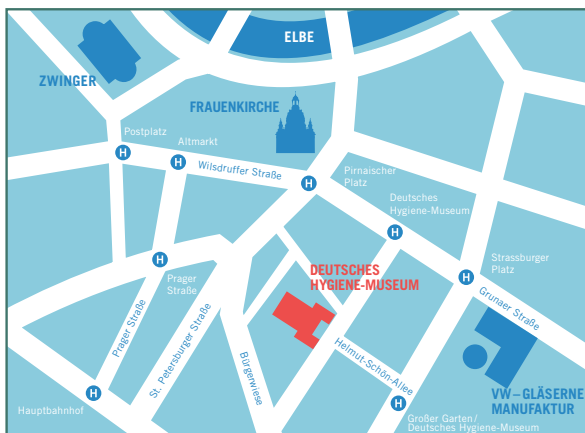 ELBE
ZWINGER
FRAUENKIRCHE
Postplatz
Altmarkt
H
H
Wilsdruffer Straße
H
Pirnaischer
Platz
Deutsches
Hygiene-Museum
H
Strassburger
Platz
H
H
Prager
Straße
DEUTSCHES
HYGIENE-MUSEUM
Grunaer Straße
Prager Straße
St. Petersburger Straße
Bürgerwiese
Helmut-Schön-Allee
VW–GLÄSERNE
MANUFAKTUR
H
Hauptbahnhof
H
Großer Garten/
Deutsches Hygiene-Museum